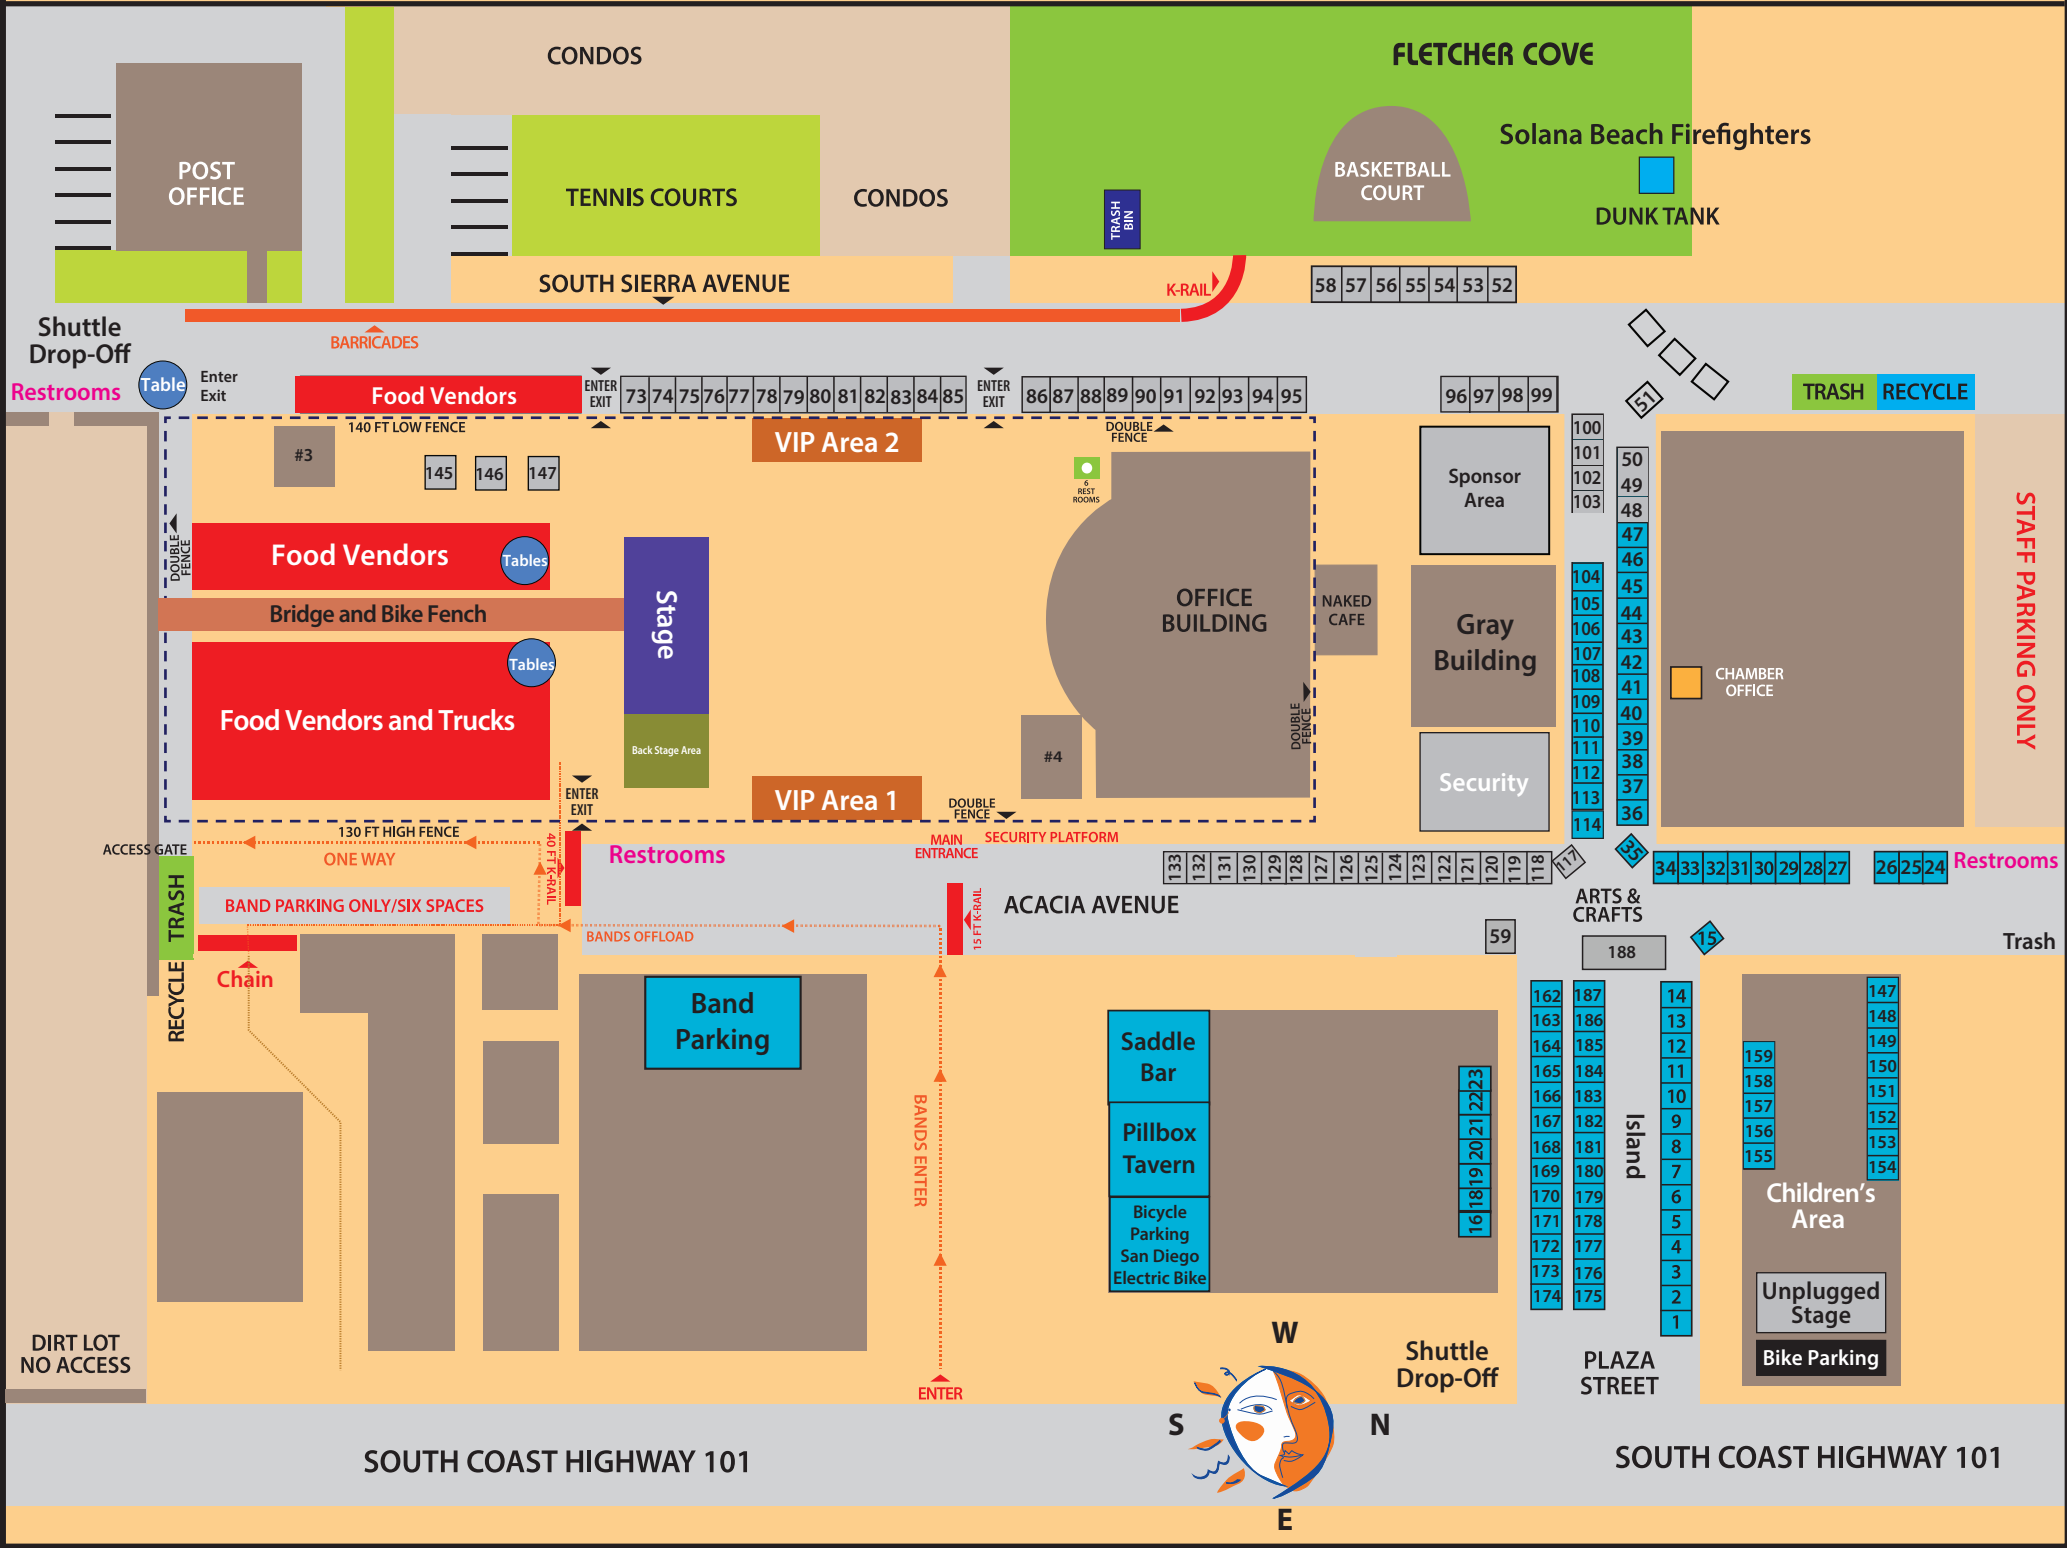 CONDOS
FLETCHER COVE
Solana Beach Firefighters
DUNK TANK
BASKETBALL
COURT
POST
OFFICE
TENNIS COURTS
CONDOS
TRASH
BIN
SOUTH SIERRA AVENUE
K-RAIL
58 57 56 55 54 53 52
Shuttle
Drop-Off
BARRICADES
Restrooms
Table
Enter
Exit
Food Vendors
ENTER
EXIT
73 74 75 76 77 78 79 80 81 82 83 84 85
ENTER
EXIT
86 87 88 89 90 91 92 93 94 95
96 97 98 99
51
TRASH
RECYCLE
140 FT LOW FENCE
VIP Area 2
DOUBLE
FENCE
#3
145
146
147
6
REST
ROOMS
Sponsor
Area
100
101
102
103
50
49
48
47
46
45
44
43
42
41
40
39
38
37
36
104
105
106
107
108
109
110
111
112
113
114
STAFF PARKING ONLY
DOUBLE
FENCE
Food Vendors
Tables
Bridge and Bike Fench
Stage
OFFICE
BUILDING
NAKED
CAFE
Gray
Building
Tables
Food Vendors and Trucks
Back Stage Area
CHAMBER
OFFICE
DOUBLE
FENCE
#4
Security
ENTER
EXIT
VIP Area 1
DOUBLE
FENCE
130 FT HIGH FENCE
ACCESS GATE
ONE WAY
40 FT K-RAIL
Restrooms
MAIN
ENTRANCE
SECURITY PLATFORM
133 132 131 130 129 128 127 126 125 124 123 122 121 120 119 118
117
35
34 33 32 31 30 29 28 27
26 25 24
Restrooms
TRASH
RECYCLE
BAND PARKING ONLY/SIX SPACES
15 FT K-RAIL
ACACIA AVENUE
ARTS &
CRAFTS
BANDS OFFLOAD
59
188
15
Trash
Chain
Band
Parking
Saddle
Bar
Pillbox
Tavern
Bicycle
Parking
San Diego
Electric Bike
BANDS ENTER
23
22
21
20
19
18
16
162
163
164
165
166
167
168
169
170
171
172
173
174
187
186
185
184
183
182
181
180
179
178
177
176
175
Island
14
13
12
11
10
9
8
7
6
5
4
3
2
1
159
158
157
156
155
147
148
149
150
151
152
153
154
Children's
Area
Unplugged
Stage
Bike Parking
DIRT LOT
NO ACCESS
ENTER
W
S
N
E
Shuttle
Drop-Off
PLAZA
STREET
SOUTH COAST HIGHWAY 101
SOUTH COAST HIGHWAY 101